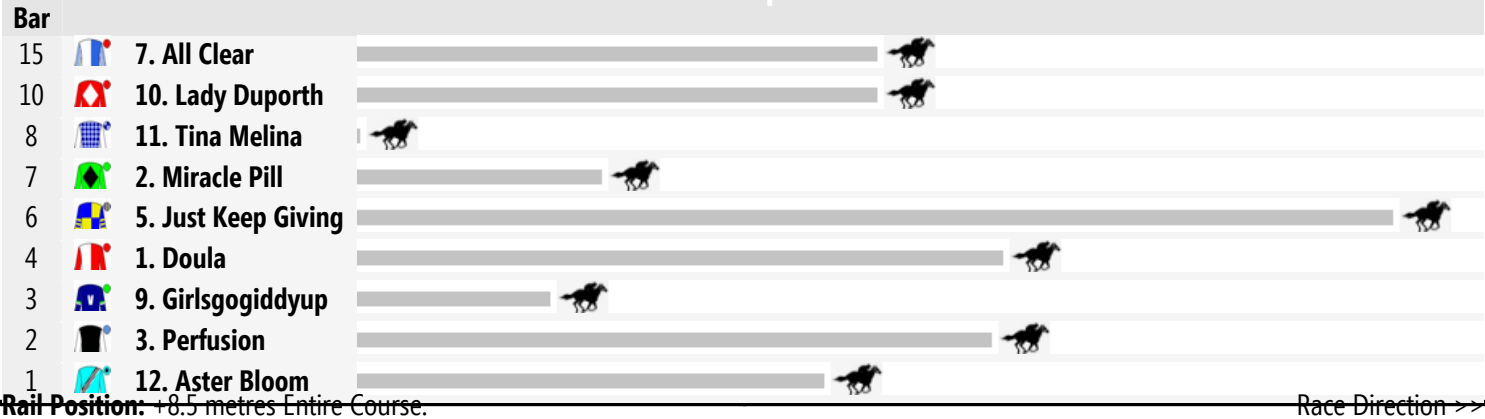 Bar
15 7. All Clear
10 10. Lady Duporth
8 11. Tina Melina
7 2. Miracle Pill
6 5. Just Keep Giving
4 1. Doula
3 9. Girlsgogiddyup
2 3. Perfusion
1 12. Aster Bloom
Rail Position: +8.5 metres Entire Course. Race Direction >>